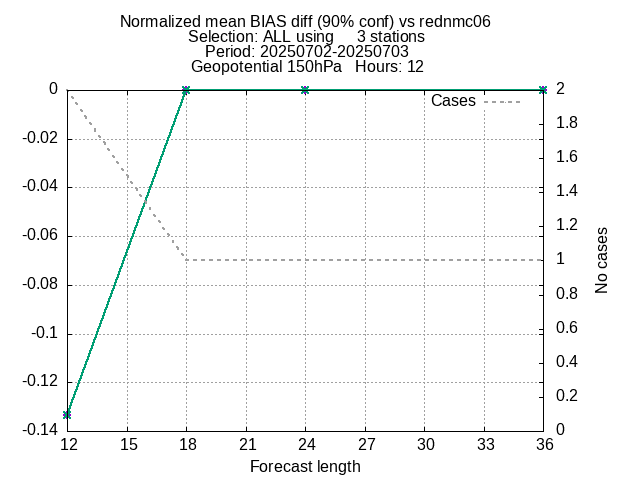 Normalized mean BIAS diff (90% conf) vs rednmc06
Selection: ALL using     3 stations
Period: 20250702-20250703
Geopotential 150hPa   Hours: 12
Cases
0
-0.02
-0.04
-0.06
-0.08
-0.1
-0.12
-0.14
2
1.8
1.6
1.4
1.2
1
0.8
0.6
0.4
0.2
0
No cases
12 15 18 21 24 27 30 33 36
Forecast length